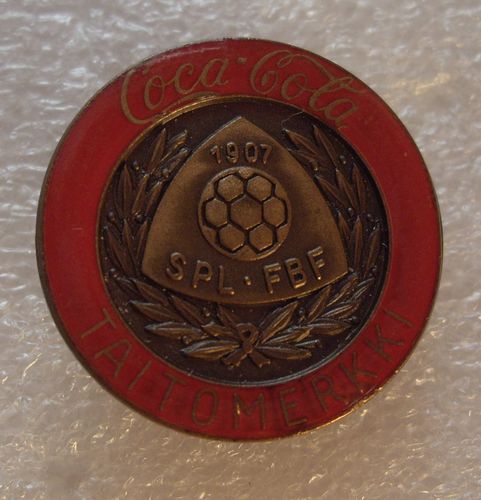 Coca-Cola
1907
SPL·FBF
TAITOMERKKI